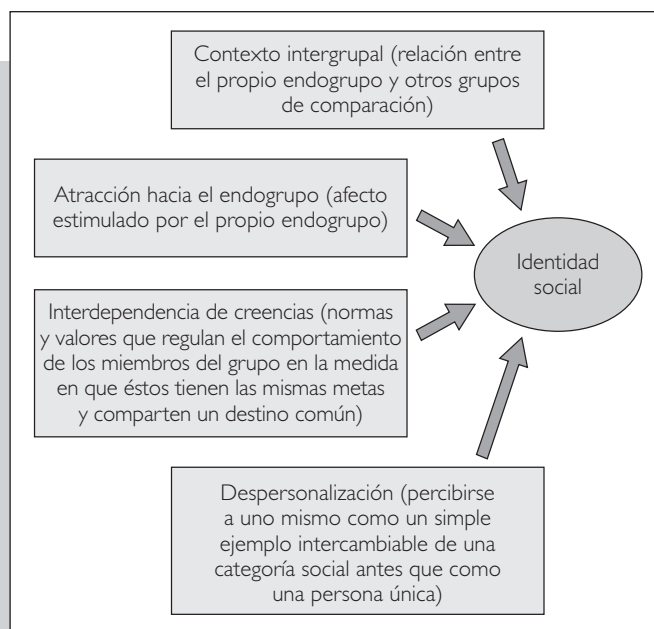 Contexto intergrupal (relación entre
el propio endogrupo y otros grupos
de comparación)
Atracción hacia el endogrupo (afecto
estimulado por el propio endogrupo)
Identidad
social
Interdependencia de creencias (normas
y valores que regulan el comportamiento
de los miembros del grupo en la medida
en que éstos tienen las mismas metas
y comparten un destino común)
Despersonalización (percibirse
a uno mismo como un simple
ejemplo intercambiable de una
categoría social antes que como
una persona única)